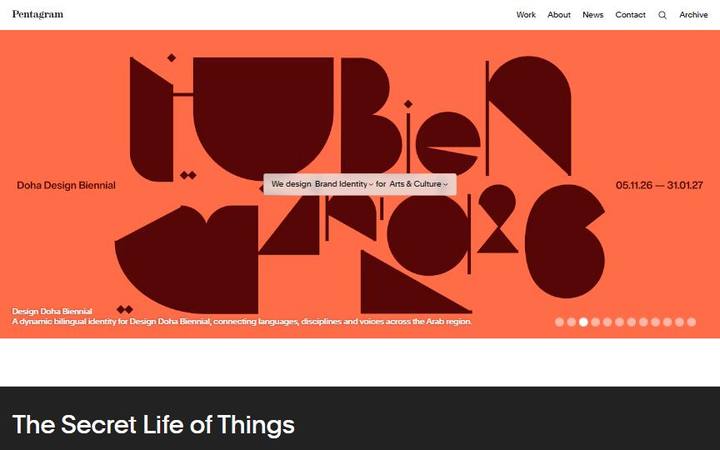 Pentagram
Work About News Contact Archive
Doha Design Biennial
05.11.26 — 31.01.27
We design Brand Identity for Arts & Culture
Design Doha Biennial
A dynamic bilingual identity for Design Doha Biennial, connecting languages, disciplines and voices across the Arab region.
The Secret Life of Things